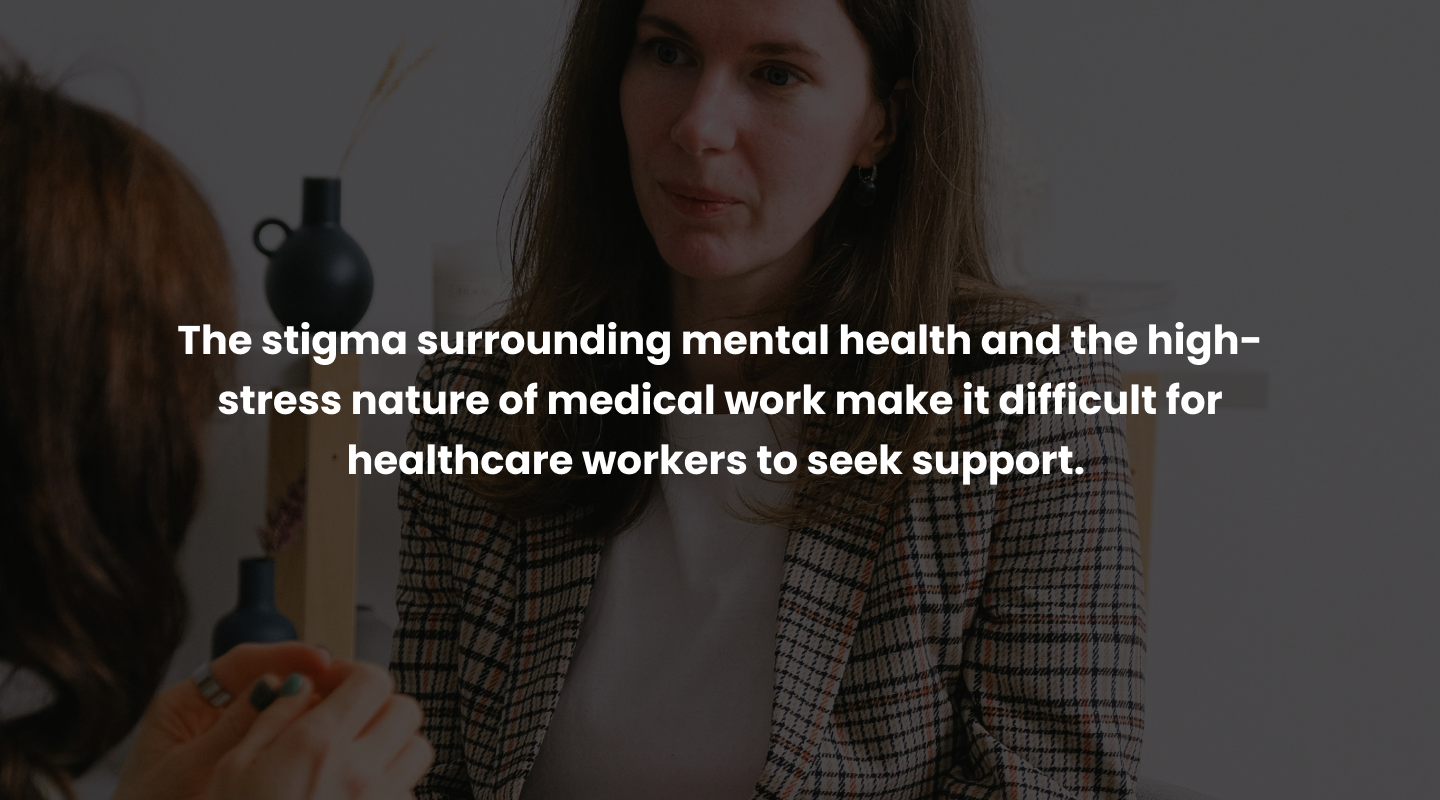 The stigma surrounding mental health and the high-
stress nature of medical work make it difficult for
healthcare workers to seek support.